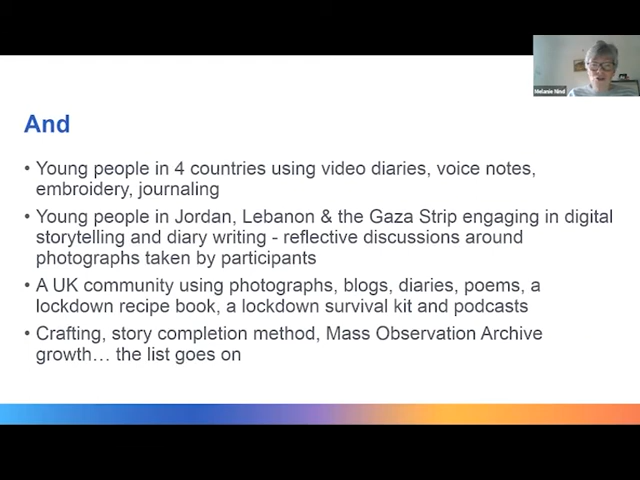 Melanie Nind
And
• Young people in 4 countries using video diaries, voice notes,
embroidery, journaling
• Young people in Jordan, Lebanon & the Gaza Strip engaging in digital
storytelling and diary writing - reflective discussions around
photographs taken by participants
• A UK community using photographs, blogs, diaries, poems, a
lockdown recipe book, a lockdown survival kit and podcasts
• Crafting, story completion method, Mass Observation Archive
growth… the list goes on